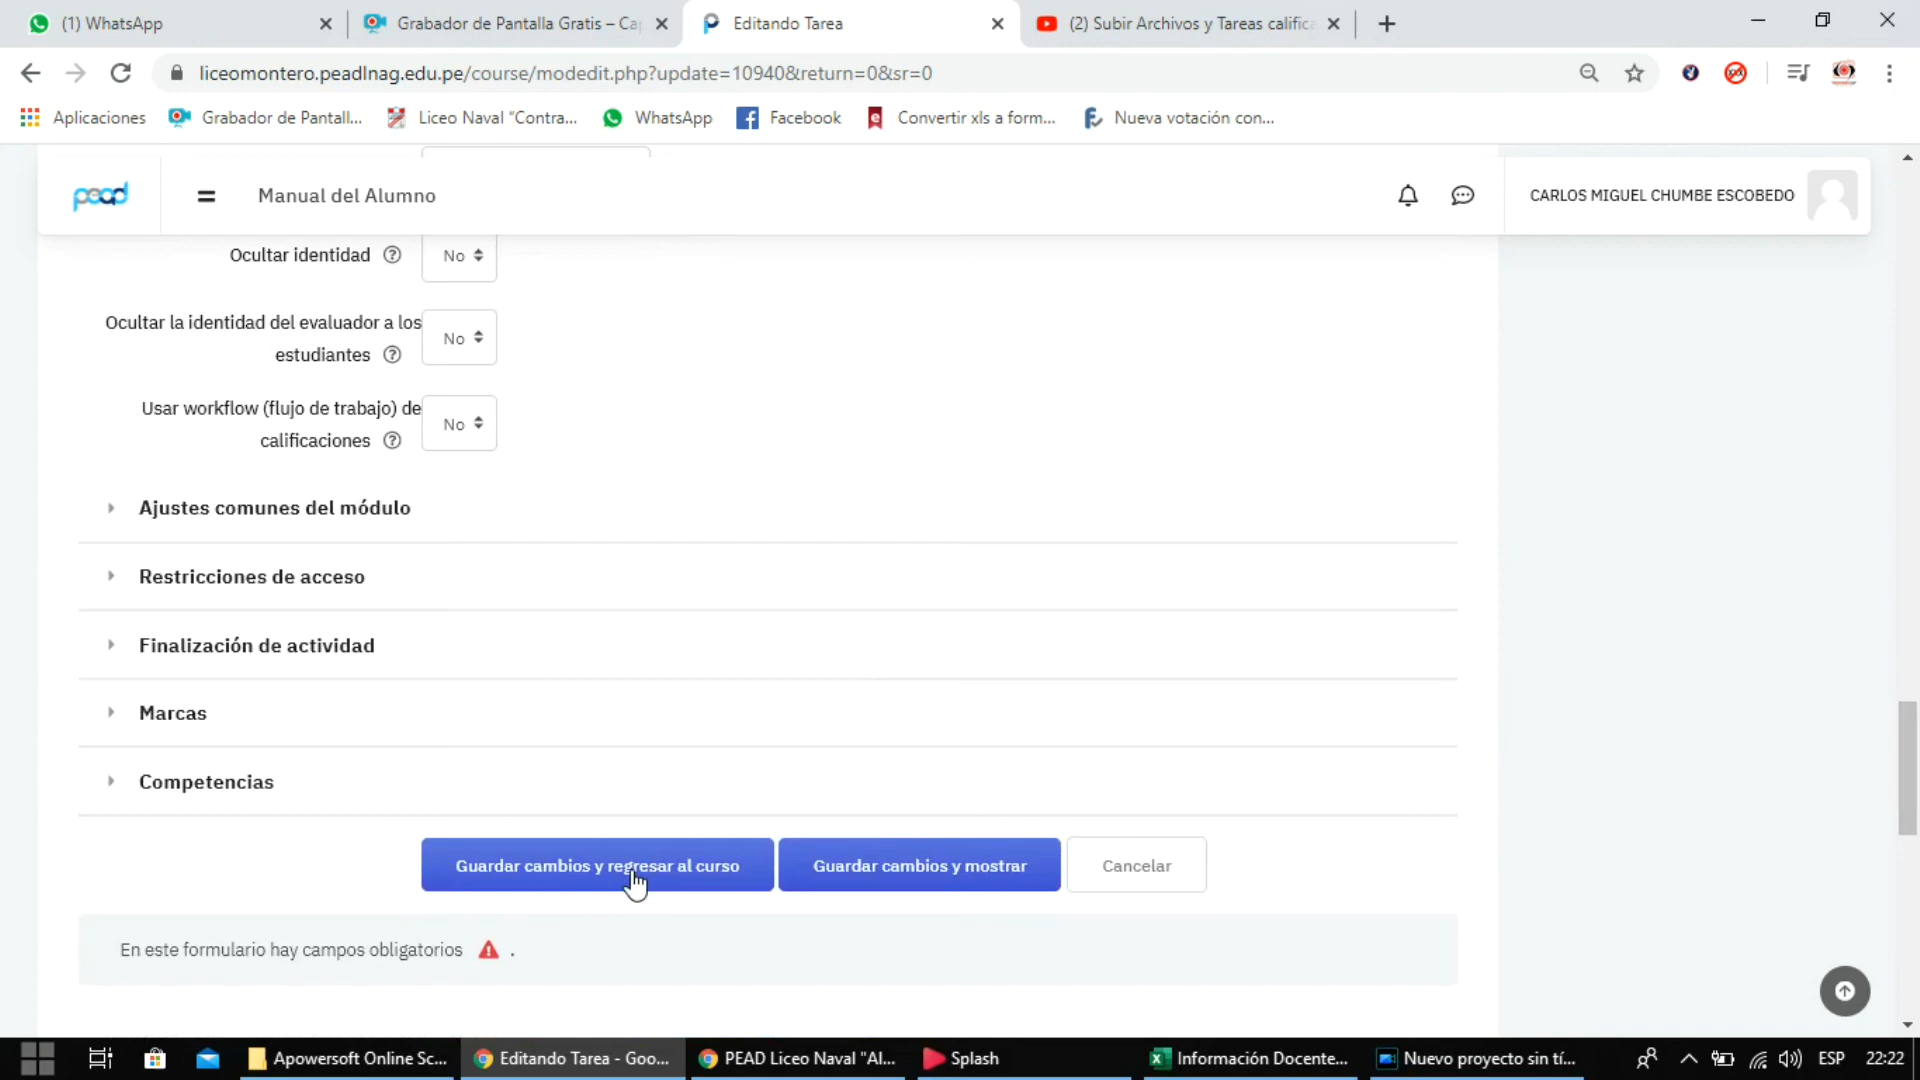 (1) WhatsApp
Grabador de Pantalla Gratis – Ca
Editando Tarea
(2) Subir Archivos y Tareas califica
liceomontero.peadlnag.edu.pe/course/modedit.php?update=10940&return=0&sr=0
Aplicaciones
Grabador de Pantall...
Liceo Naval "Contra...
WhatsApp
Facebook
Convertir xls a form...
Nueva votación con...
pead
Manual del Alumno
CARLOS MIGUEL CHUMBE ESCOBEDO
Ocultar identidad
No
Ocultar la identidad del evaluador a los
estudiantes
No
Usar workflow (flujo de trabajo) de
calificaciones
No
Ajustes comunes del módulo
Restricciones de acceso
Finalización de actividad
Marcas
Competencias
Guardar cambios y regresar al curso
Guardar cambios y mostrar
Cancelar
En este formulario hay campos obligatorios .
Apowersoft Online Sc...
Editando Tarea - Goo...
PEAD Liceo Naval "Al...
Splash
Información Docente...
Nuevo proyecto sin tí...
ESP
22:22